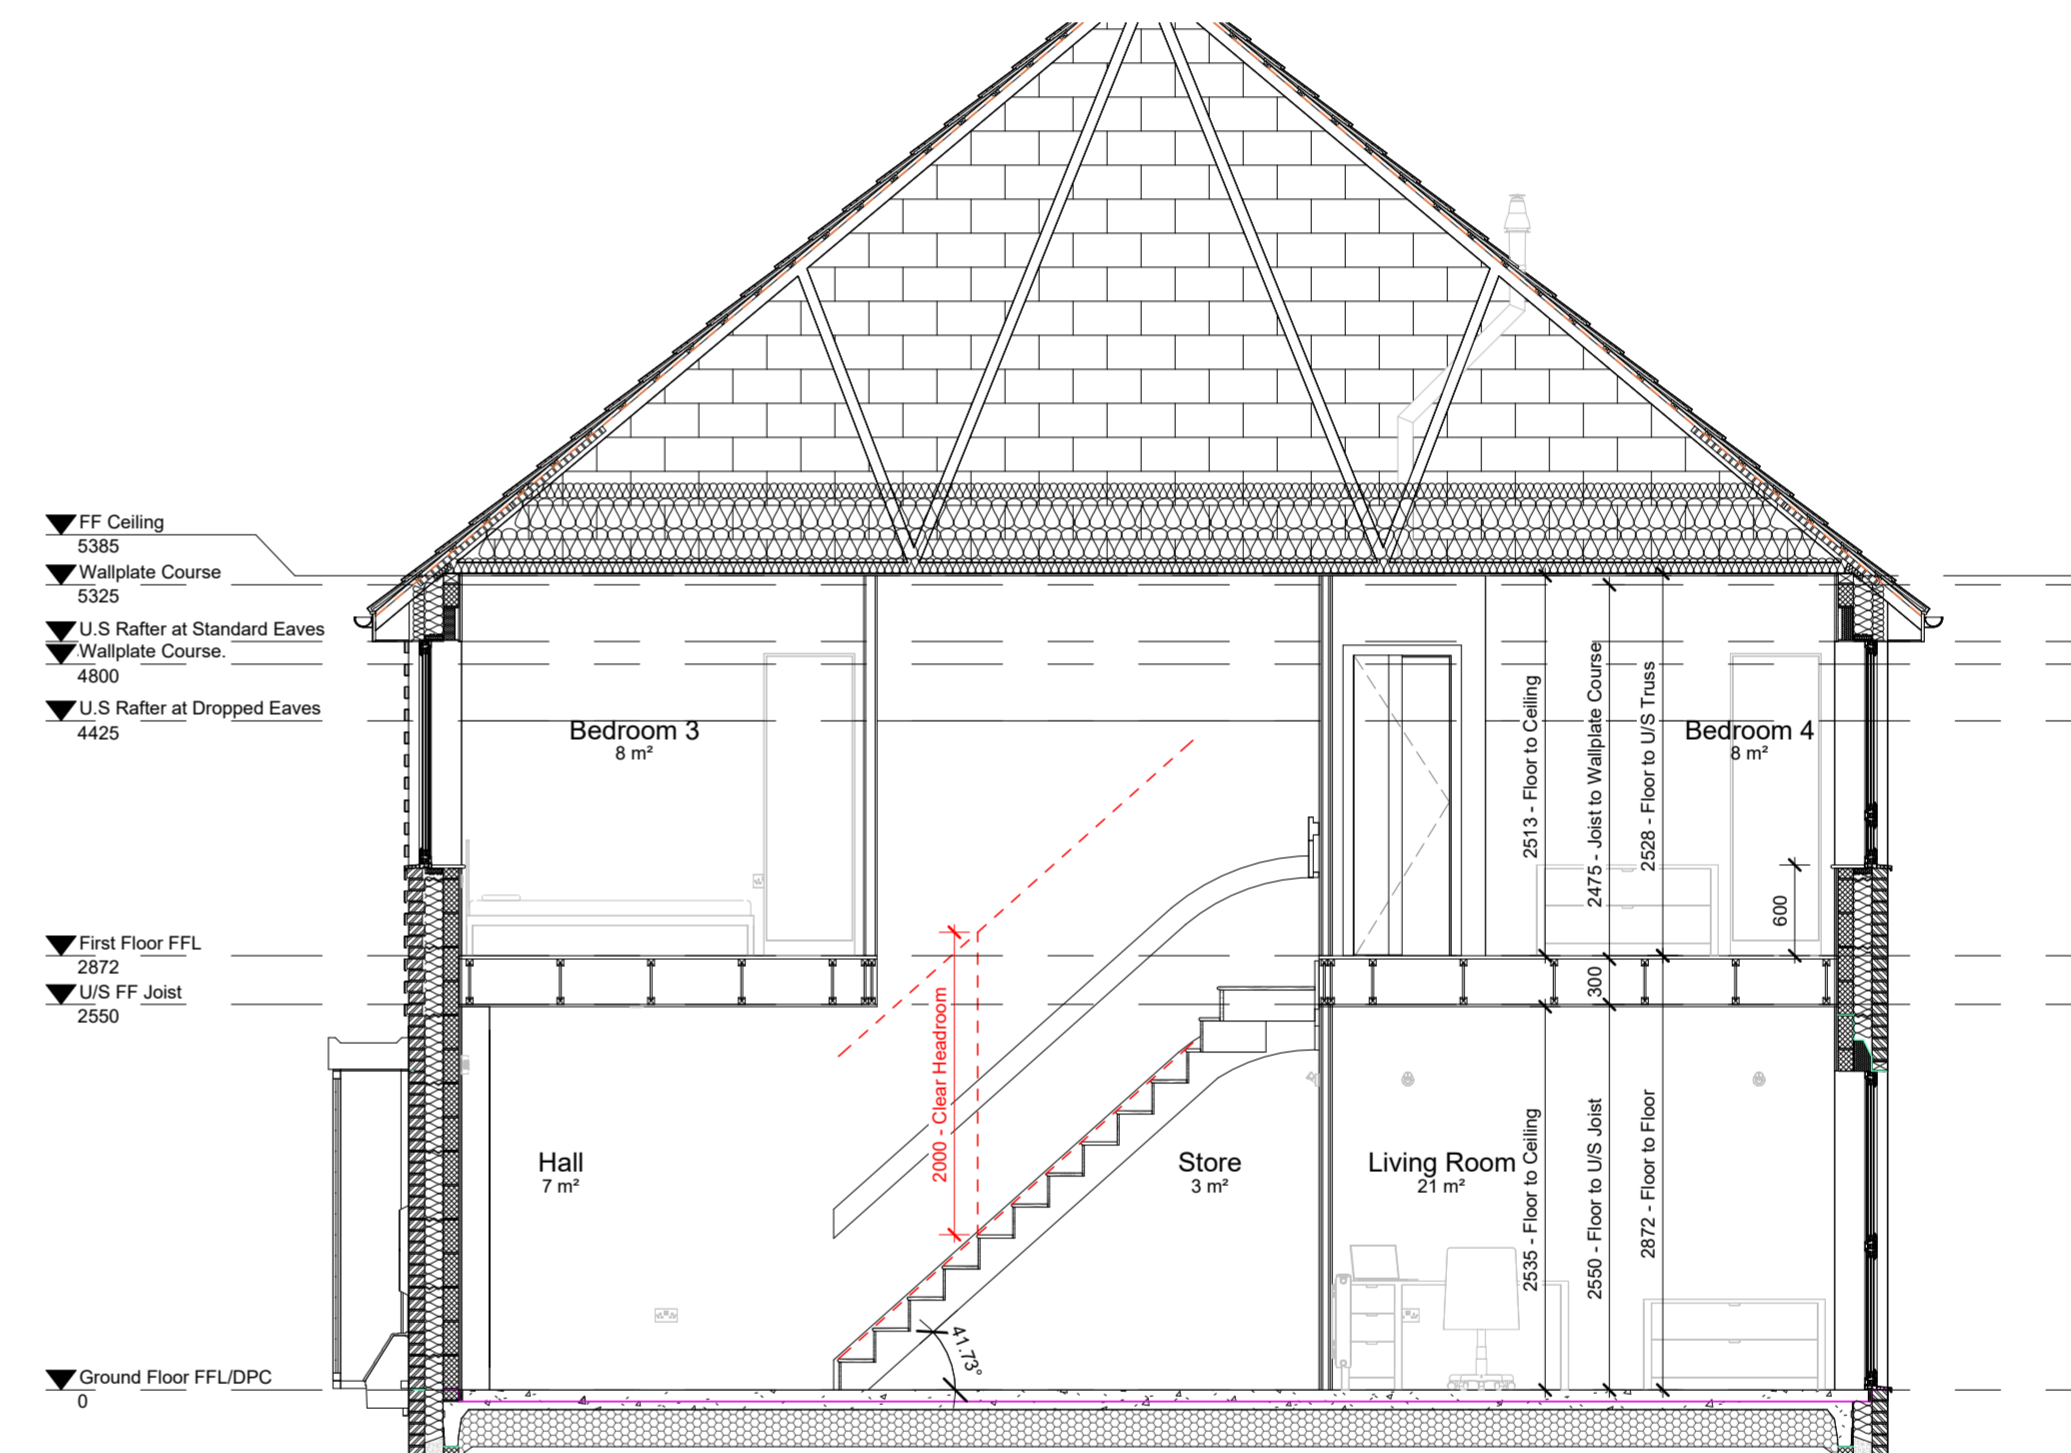 FF Ceiling
5385
Wallplate Course
5325
U.S Rafter at Standard Eaves
Wallplate Course.
4800
U.S Rafter at Dropped Eaves
4425
First Floor FFL
2872
U/S FF Joist
2550
Ground Floor FFL/DPC
0
Bedroom 3
8 m²
Bedroom 4
8 m²
2513 - Floor to Ceiling
2475 - Joist to Wallplate Course
2528 - Floor to U/S Truss
600
300
2000 - Clear Headroom
Hall
7 m²
Store
3 m²
Living Room
21 m²
2535 - Floor to Ceiling
2550 - Floor to U/S Joist
2872 - Floor to Floor
41.73°